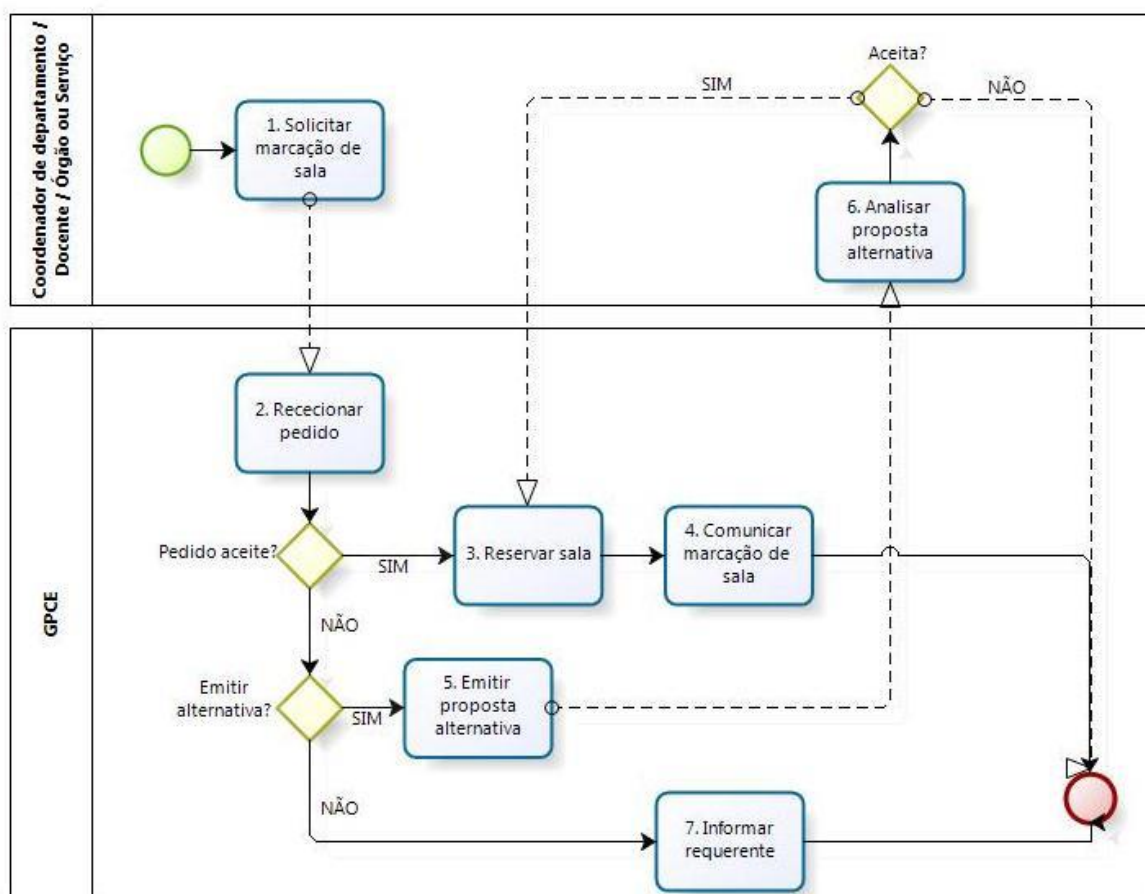 Coordenador de departamento /
Docente / Órgão ou Serviço
1. Solicitar
marcação de
sala
Aceita?
SIM
NÃO
6. Analisar
proposta
alternativa
GPCE
2. Rececionar
pedido
Pedido aceite?
SIM
3. Reservar sala
4. Comunicar
marcação de
sala
NÃO
Emitir
alternativa?
SIM
5. Emitir
proposta
alternativa
NÃO
7. Informar
requerente